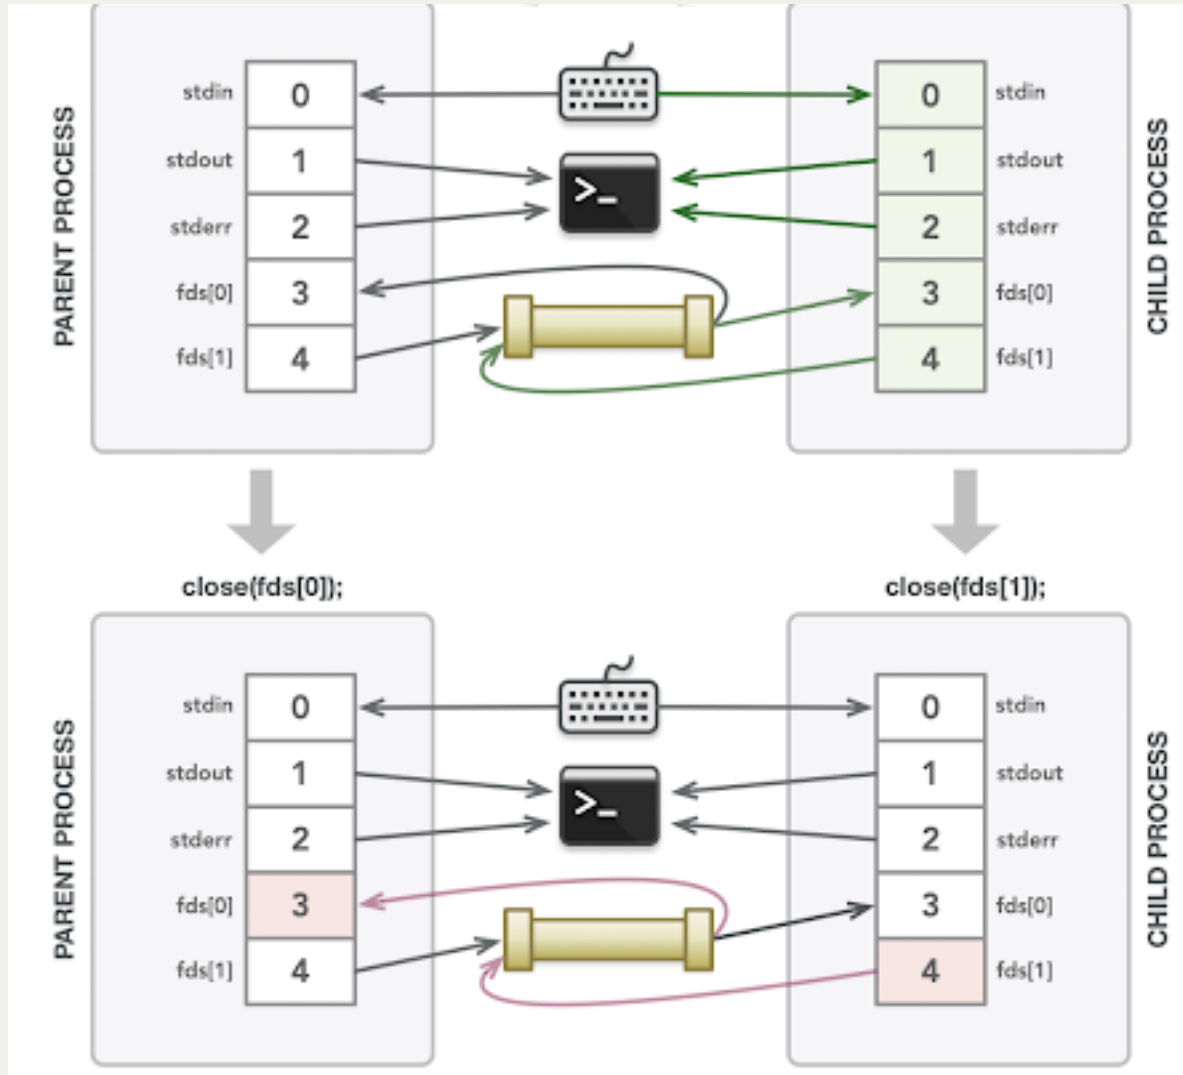 PARENT PROCESS
stdin 0
stdout 1
stderr 2
fds[0] 3
fds[1] 4
>_
0 stdin
1 stdout
2 stderr
3 fds[0]
4 fds[1]
CHILD PROCESS
close(fds[0]);
close(fds[1]);
PARENT PROCESS
stdin 0
stdout 1
stderr 2
fds[0] 3
fds[1] 4
>_
0 stdin
1 stdout
2 stderr
3 fds[0]
4 fds[1]
CHILD PROCESS